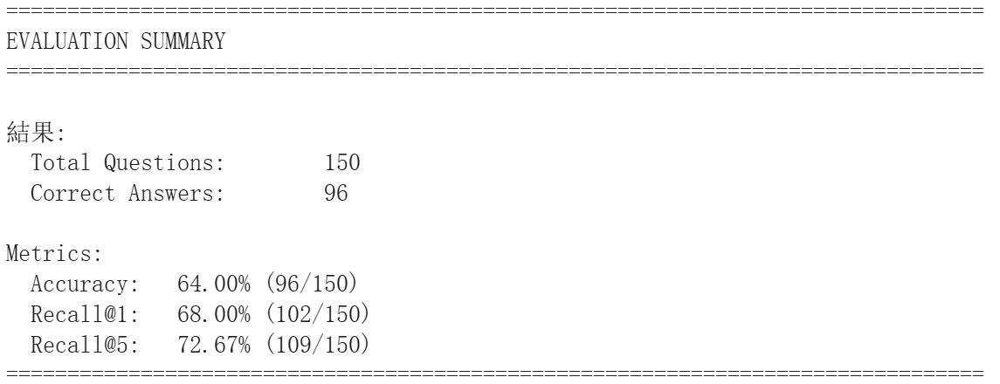 ================================================================================
EVALUATION SUMMARY
================================================================================
結果:
Total Questions: 150
Correct Answers: 96
Metrics:
Accuracy: 64.00% (96/150)
Recall@1: 68.00% (102/150)
Recall@5: 72.67% (109/150)
================================================================================